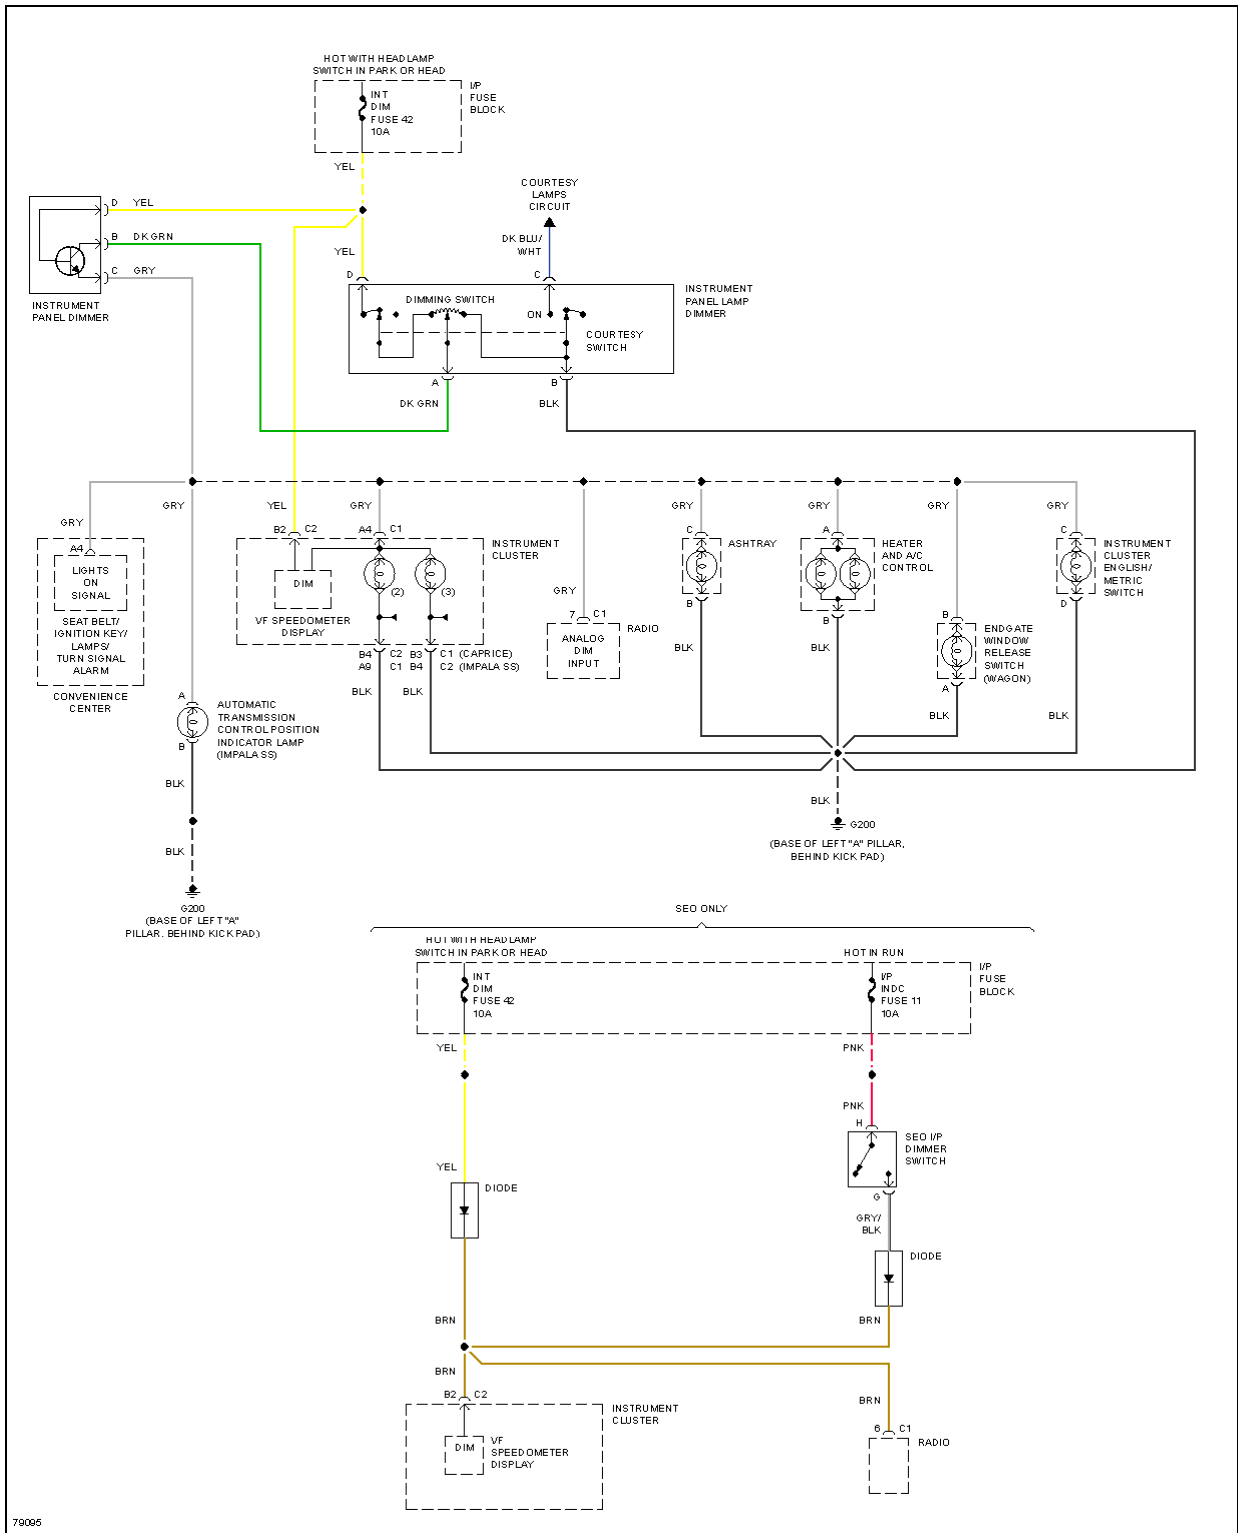 HOT WITH HEADLAMP
SWITCH IN PARK OR HEAD
INT
DIM
FUSE 42
10A
I/P
FUSE
BLOCK
YEL
D
YEL
B
DK GRN
C
GRY
INSTRUMENT
PANEL DIMMER
COURTESY
LAMPS
CIRCUIT
DK BLU/
WHT
YEL
D
C
DIMMING SWITCH
ON
COURTESY
SWITCH
INSTRUMENT
PANEL LAMP
DIMMER
A
B
DK GRN
BLK
GRY
GRY
YEL
GRY
GRY
GRY
GRY
GRY
A4
LIGHTS
ON
SIGNAL
SEAT BELT/
IGNITION KEY/
LAMPS/
TURN SIGNAL
ALARM
CONVENIENCE
CENTER
B2
C2
A4
C1
INSTRUMENT
CLUSTER
DIM
(2)
(3)
VF SPEEDOMETER
DISPLAY
B4
C2
B3
C1
(CAPRICE)
A9
C1
B4
C2
(IMPALA SS)
BLK
BLK
GRY
7
C1
RADIO
ANALOG
DIM
INPUT
C
ASHTRAY
B
BLK
A
HEATER
AND A/C
CONTROL
B
BLK
B
ENDGATE
WINDOW
RELEASE
SWITCH
(WAGON)
A
BLK
C
INSTRUMENT
CLUSTER
ENGLISH/
METRIC
SWITCH
D
BLK
A
AUTOMATIC
TRANSMISSION
CONTROL POSITION
INDICATOR LAMP
(IMPALA SS)
B
BLK
BLK
G200
(BASE OF LEFT "A"
PILLAR, BEHIND KICK PAD)
BLK
G200
(BASE OF LEFT "A" PILLAR,
BEHIND KICK PAD)
SEO ONLY
HOT WITH HEADLAMP
SWITCH IN PARK OR HEAD
HOT IN RUN
INT
DIM
FUSE 42
10A
I/P
INDC
FUSE 11
10A
I/P
FUSE
BLOCK
YEL
PNK
PNK
H
SEO I/P
DIMMER
SWITCH
YEL
DIODE
G
GRY/
BLK
DIODE
BRN
BRN
BRN
B2
C2
INSTRUMENT
CLUSTER
DIM
VF
SPEEDOMETER
DISPLAY
BRN
6
C1
RADIO
79095